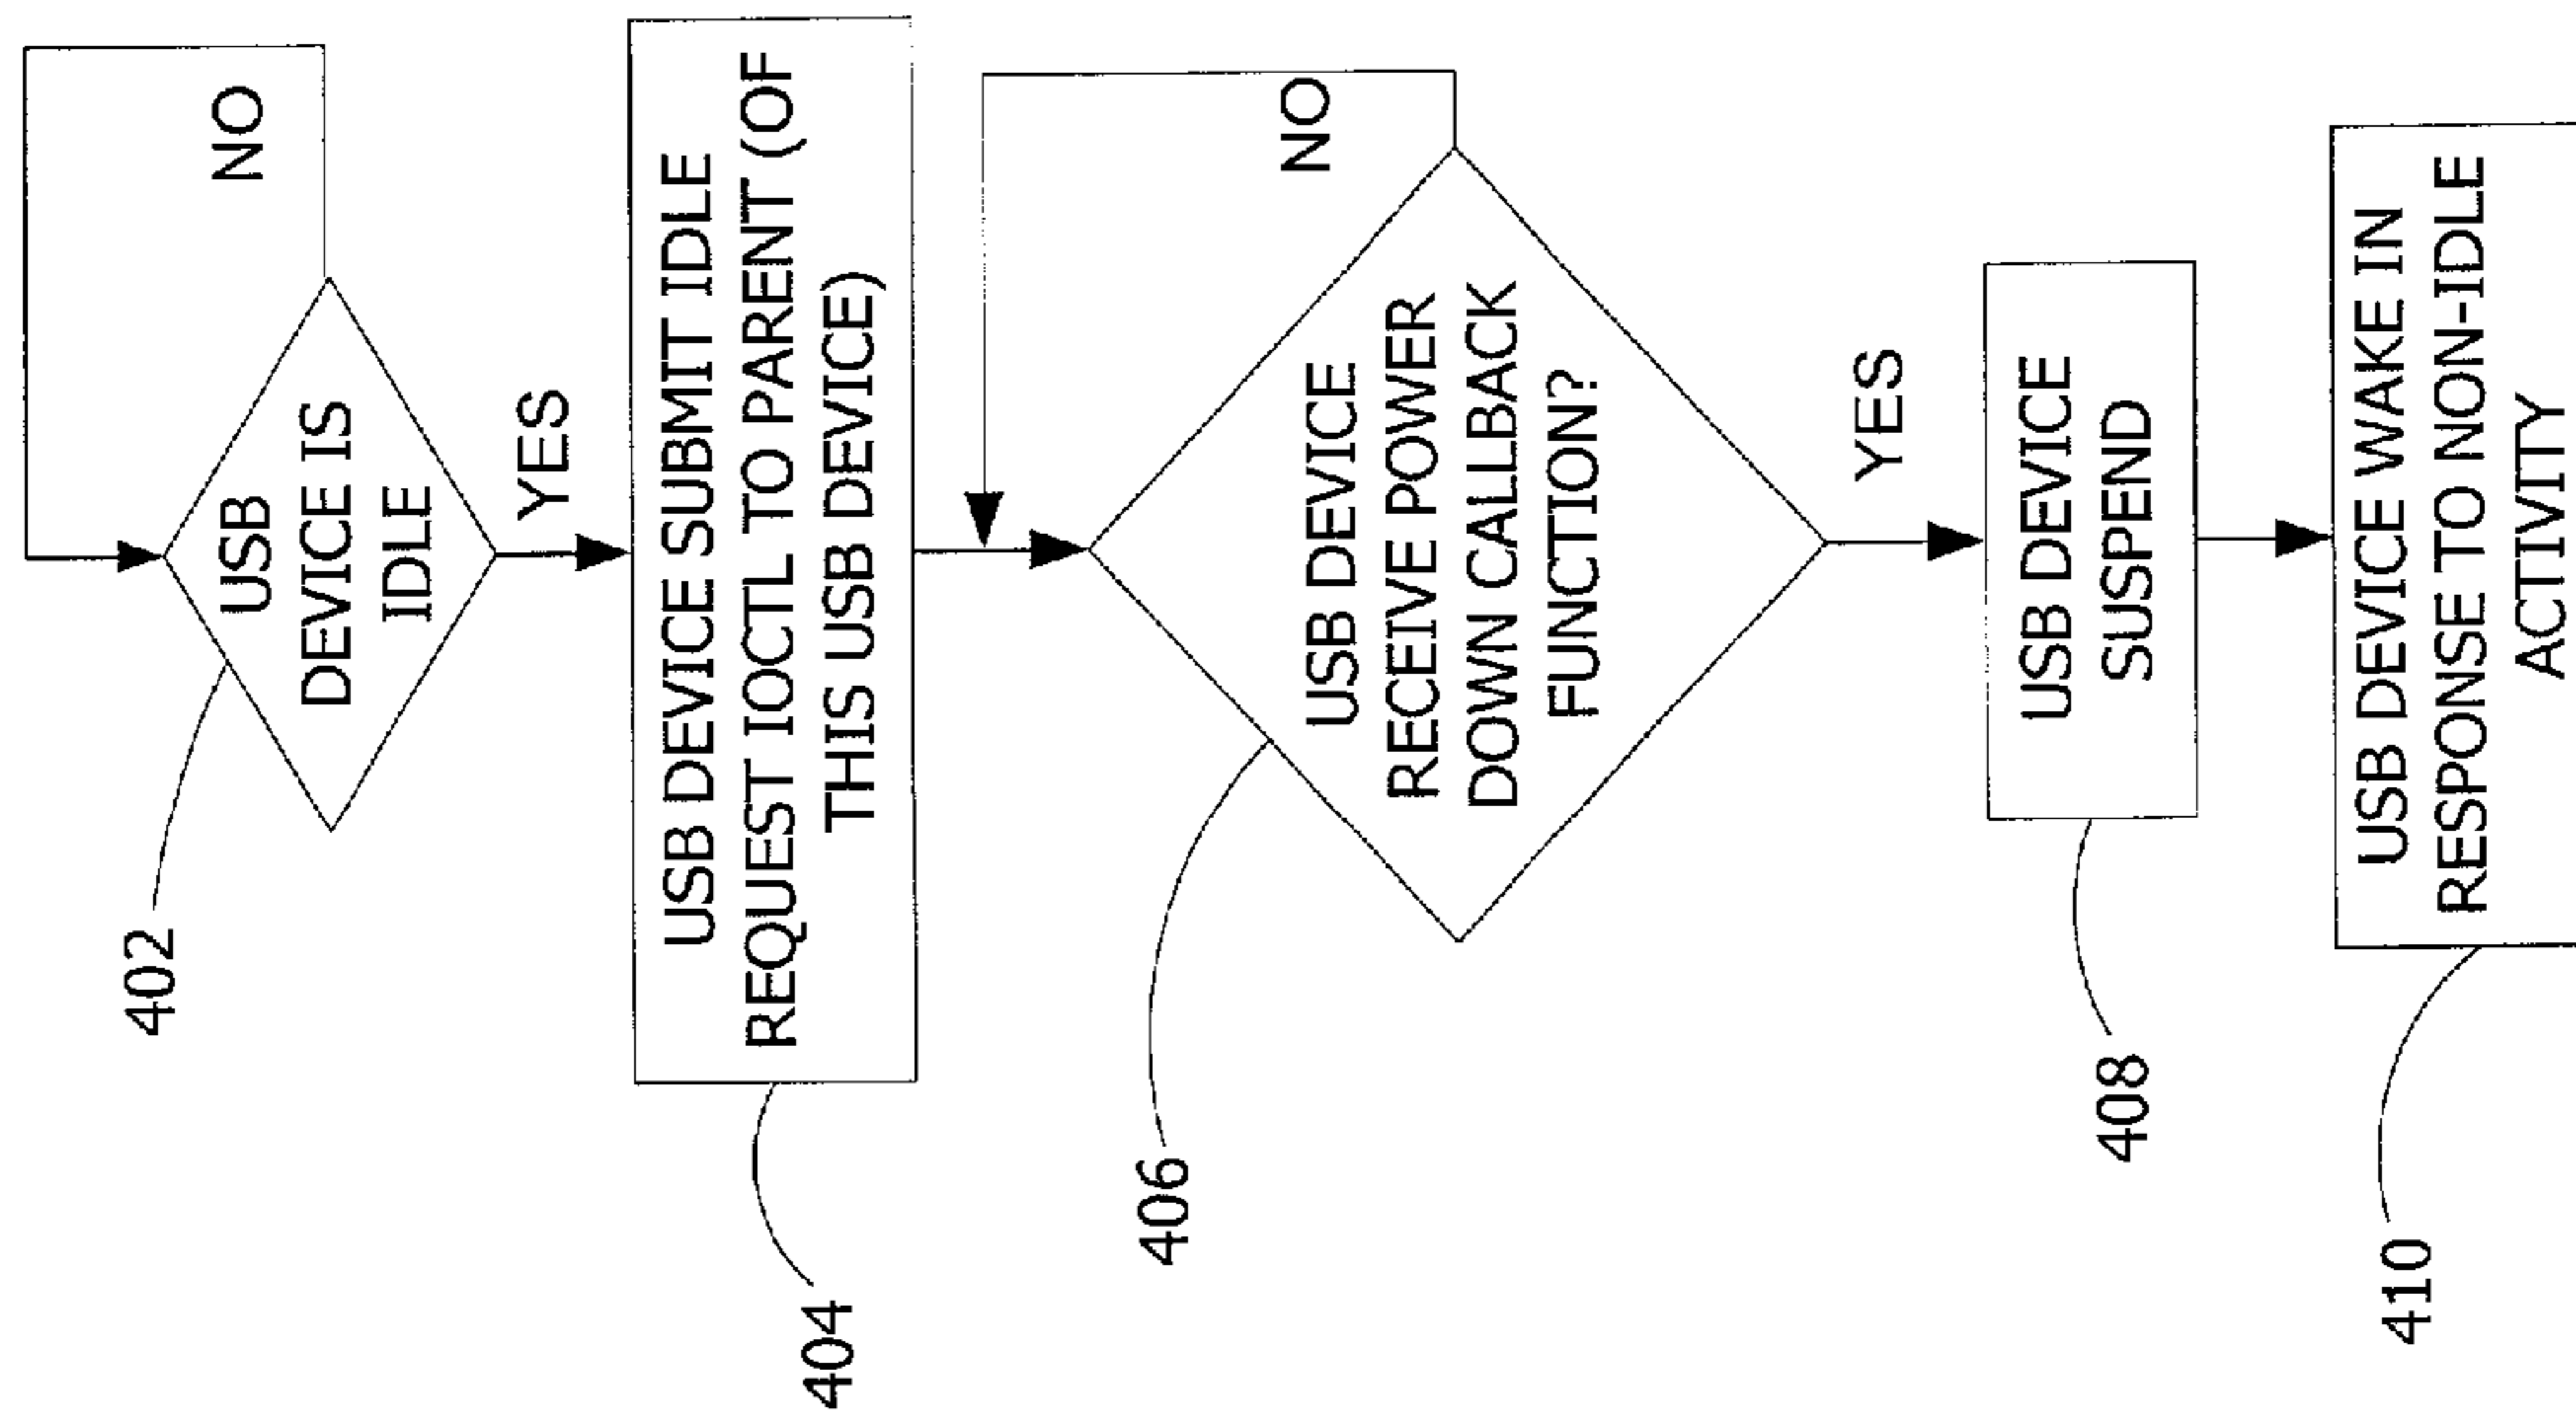 402
USB
DEVICE IS
IDLE
NO
YES
404
USB DEVICE SUBMIT IDLE
REQUEST IOCTL TO PARENT (OF
THIS USB DEVICE)
406
USB DEVICE
RECEIVE POWER
DOWN CALLBACK
FUNCTION?
NO
YES
408
USB DEVICE
SUSPEND
410
USB DEVICE WAKE IN
RESPONSE TO NON-IDLE
ACTIVITY